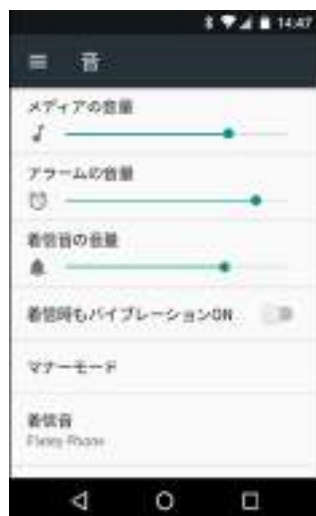 14:47
音
メディアの音量
アラームの音量
着信音の音量
着信時もバイブレーションON
マナーモード
着信音
Phone